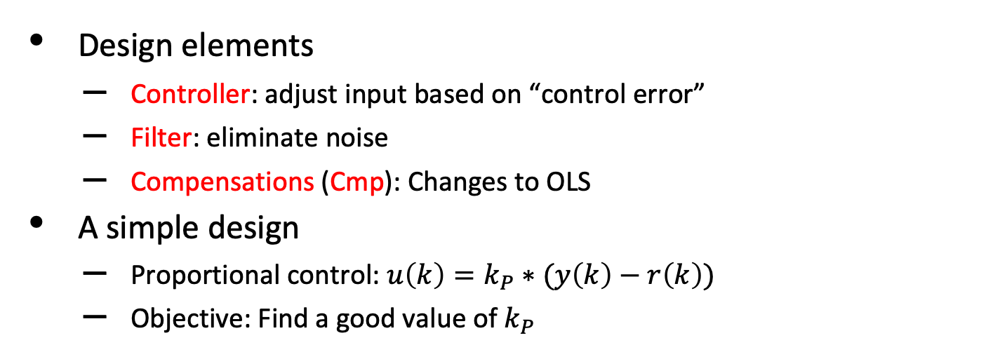 • Design elements
— Controller: adjust input based on “control error”
— Filter: eliminate noise
— Compensations (Cmp): Changes to OLS
• A simple design
— Proportional control: u(k) = k_P * (y(k) − r(k))
— Objective: Find a good value of k_P